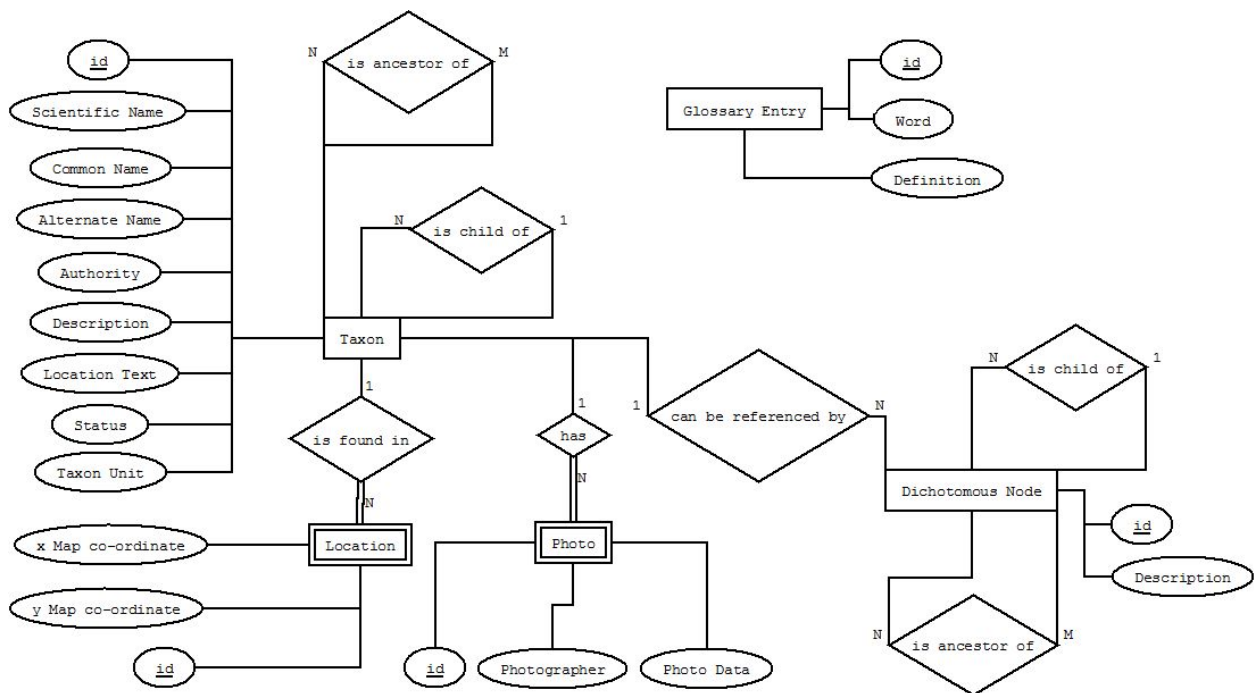 N
is ancestor of
M
id
Scientific Name
Common Name
Alternate Name
Authority
Description
Location Text
Status
Taxon Unit
Glossary Entry
id
Word
Definition
N
is child of
1
Taxon
1
is found in
N
1
has
N
1
can be referenced by
N
N
is child of
1
Dichotomous Node
id
Description
N
is ancestor of
M
x Map co-ordinate
Location
Photo
y Map co-ordinate
id
id
Photographer
Photo Data